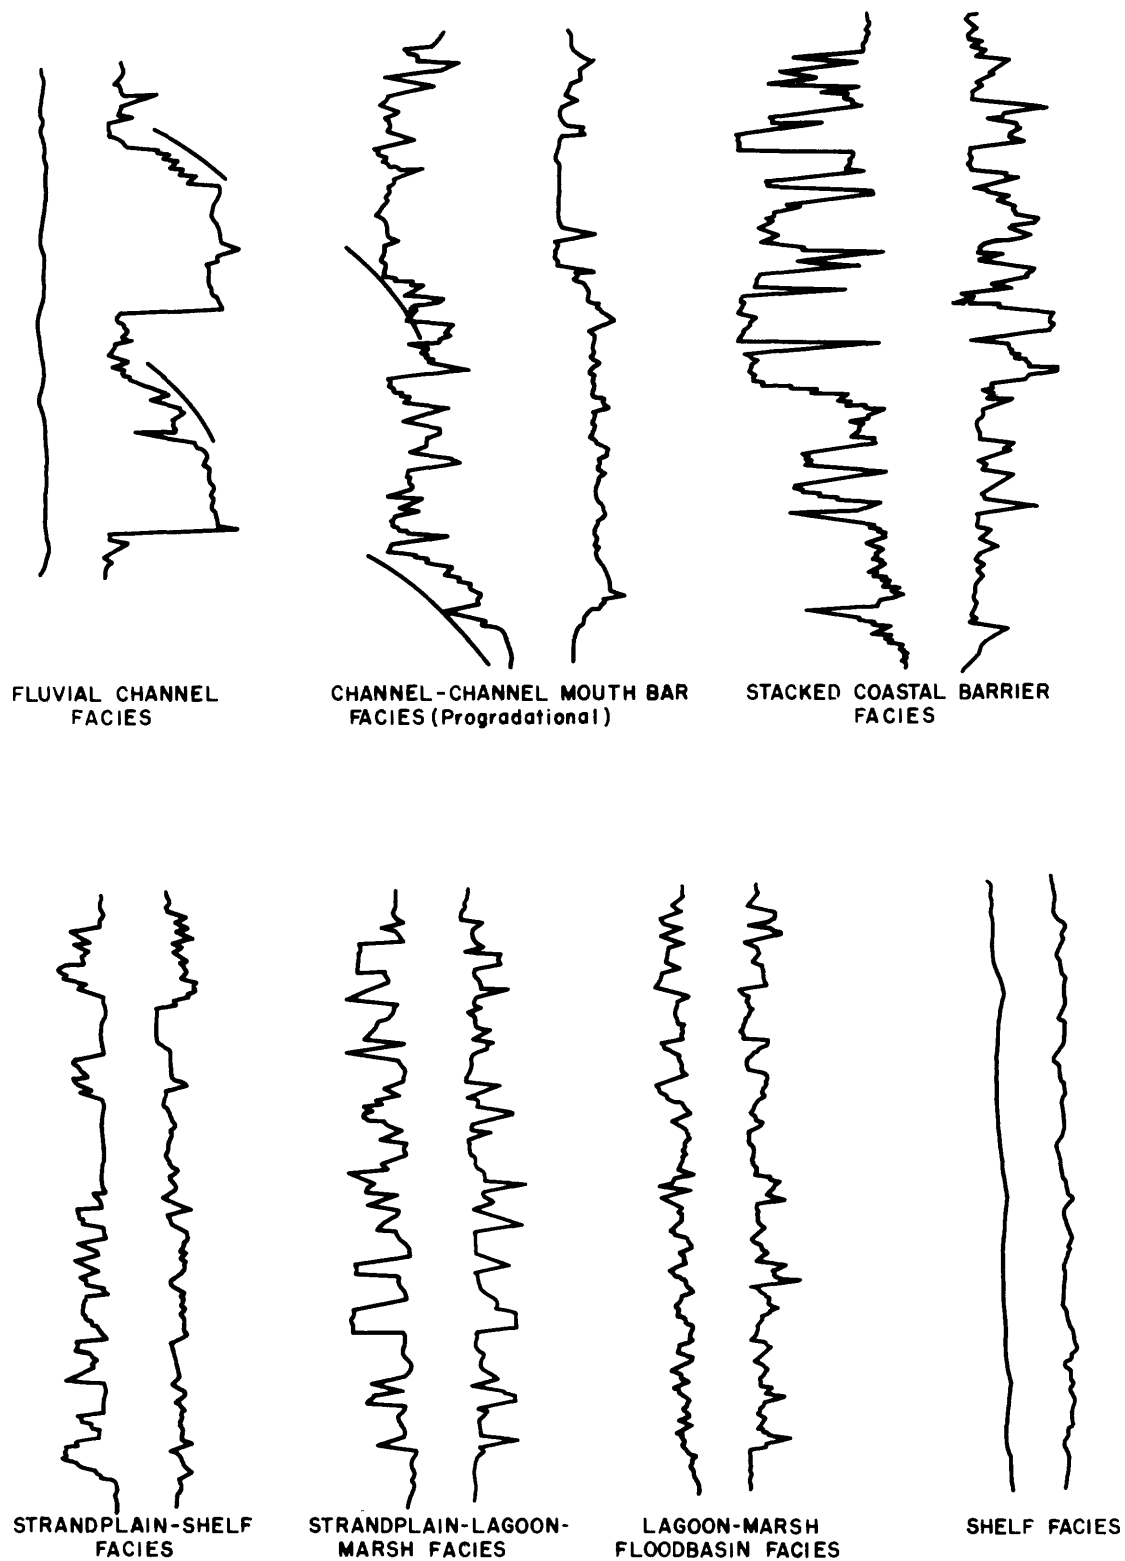 FLUVIAL CHANNEL
FACIES
CHANNEL-CHANNEL MOUTH BAR
FACIES (Progradational)
STACKED COASTAL BARRIER
FACIES
STRANDPLAIN-SHELF
FACIES
STRANDPLAIN-LAGOON-
MARSH FACIES
LAGOON-MARSH
FLOODBASIN FACIES
SHELF FACIES